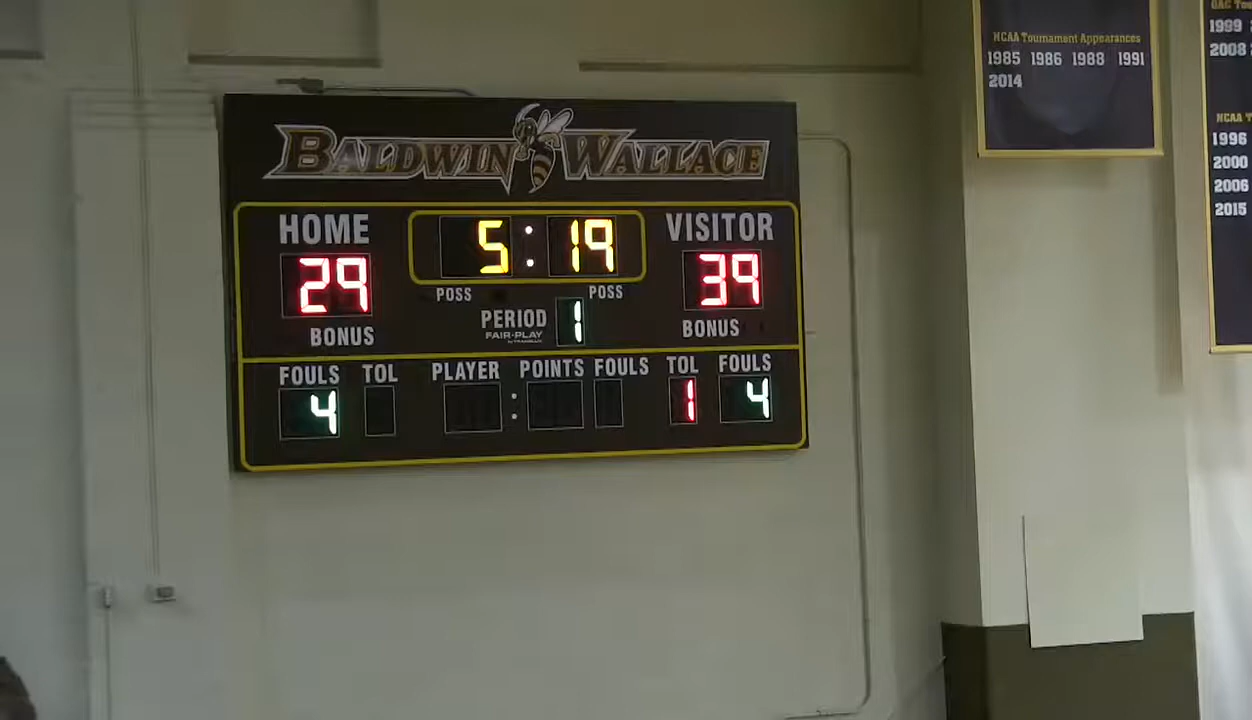 NCAA Tournament Appearances
1985 1986 1988 1991
2014
1999
2008
NCAA T
1996
2000
2006
2015
BALDWIN WALLACE
HOME
5:19
VISITOR
29
39
POSS
POSS
PERIOD 1
FAIR-PLAY
BONUS
BONUS
FOULS TOL PLAYER POINTS FOULS TOL FOULS
4 : 1 4